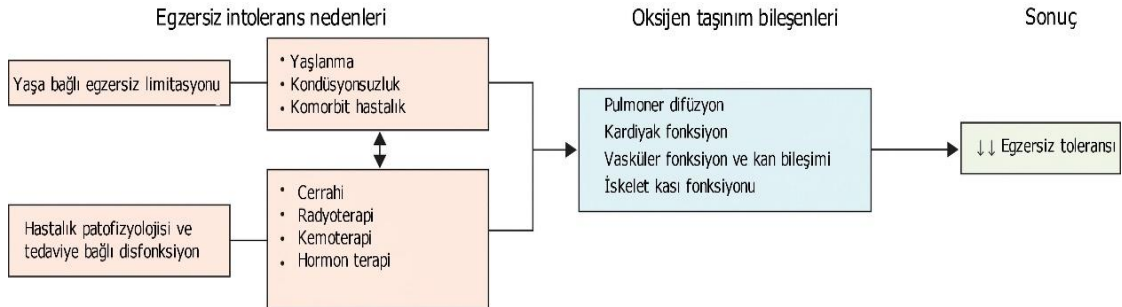 Egzersiz intolerans nedenleri
Oksijen taşınım bileşenleri
Sonuç
Yaşa bağlı egzersiz limitasyonu
• Yaşlanma
• Kondüsyonsuzluk
• Komorbit hastalık
Hastalık patofizyolojisi ve
tedaviye bağlı disfonksiyon
• Cerrahi
• Radyoterapi
• Kemoterapi
• Hormon terapi
Pulmoner difüzyon
Kardiyak fonksiyon
Vasküler fonksiyon ve kan bileşimi
İskelet kası fonksiyonu
↓↓ Egzersiz toleransı